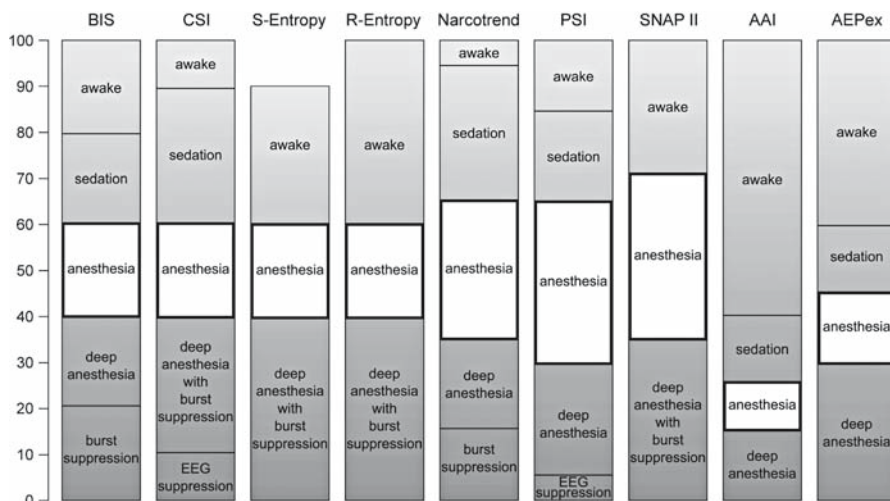 BIS CSI S-Entropy R-Entropy Narcotrend PSI SNAP II AAI AEPex
100
90
80
70
60
50
40
30
20
10
0
awake
sedation
anesthesia
deep
anesthesia
burst
suppression
awake
sedation
anesthesia
deep
anesthesia
with
burst
suppression
EEG
suppression
awake
anesthesia
deep
anesthesia
with
burst
suppression
awake
anesthesia
deep
anesthesia
with
burst
suppression
awake
sedation
anesthesia
deep
anesthesia
burst
suppression
awake
sedation
anesthesia
deep
anesthesia
EEG
suppression
awake
anesthesia
deep
anesthesia
with
burst
suppression
awake
sedation
anesthesia
deep
anesthesia
awake
sedation
anesthesia
deep
anesthesia